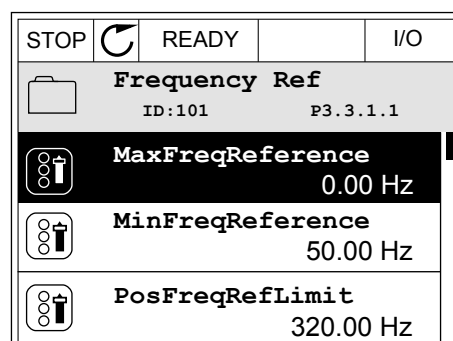 STOP READY I/O
Frequency Ref
ID:101 P3.3.1.1
MaxFreqReference
0.00 Hz
MinFreqReference
50.00 Hz
PosFreqRefLimit
320.00 Hz